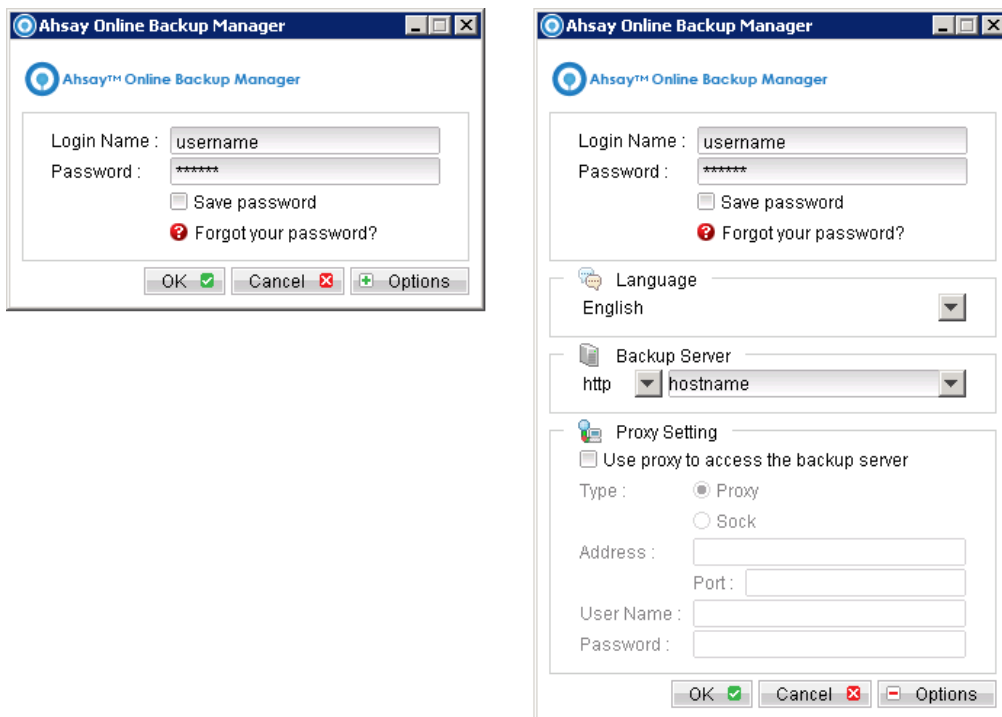 Ahsay Online Backup Manager
Ahsay™ Online Backup Manager
Login Name : username
Password : ******
Save password
Forgot your password?
OK Cancel Options
Ahsay Online Backup Manager
Ahsay™ Online Backup Manager
Login Name : username
Password : ******
Save password
Forgot your password?
Language
English
Backup Server
http hostname
Proxy Setting
Use proxy to access the backup server
Type : Proxy
Sock
Address :
Port :
User Name :
Password :
OK Cancel Options